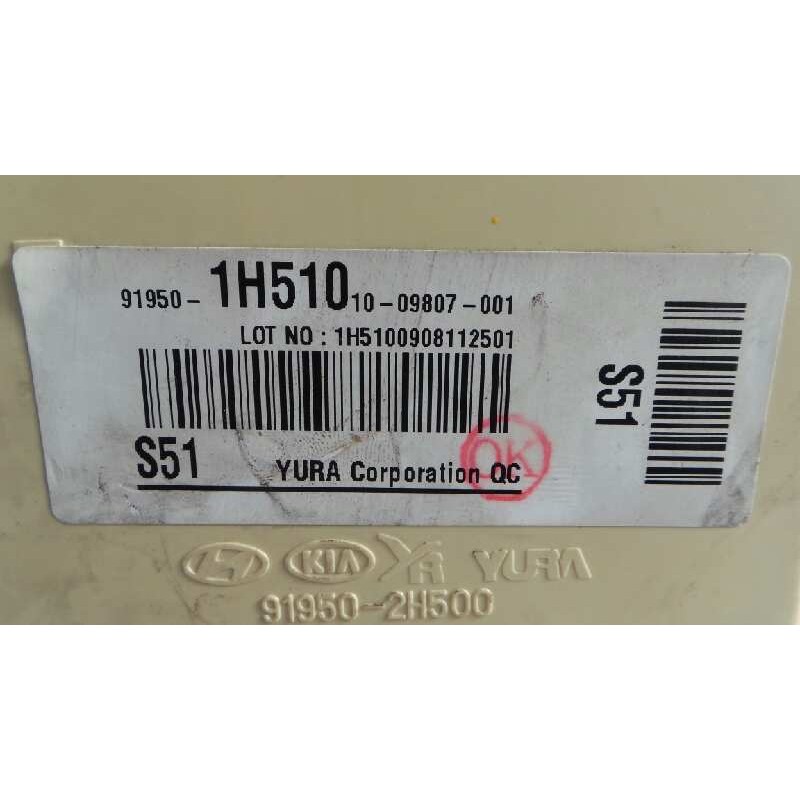 91950- 1H510 10-09807-001
LOT NO : 1H5100908112501
S51 YURA Corporation QC
OK
S51
KIA YR YURA
91950-2H500